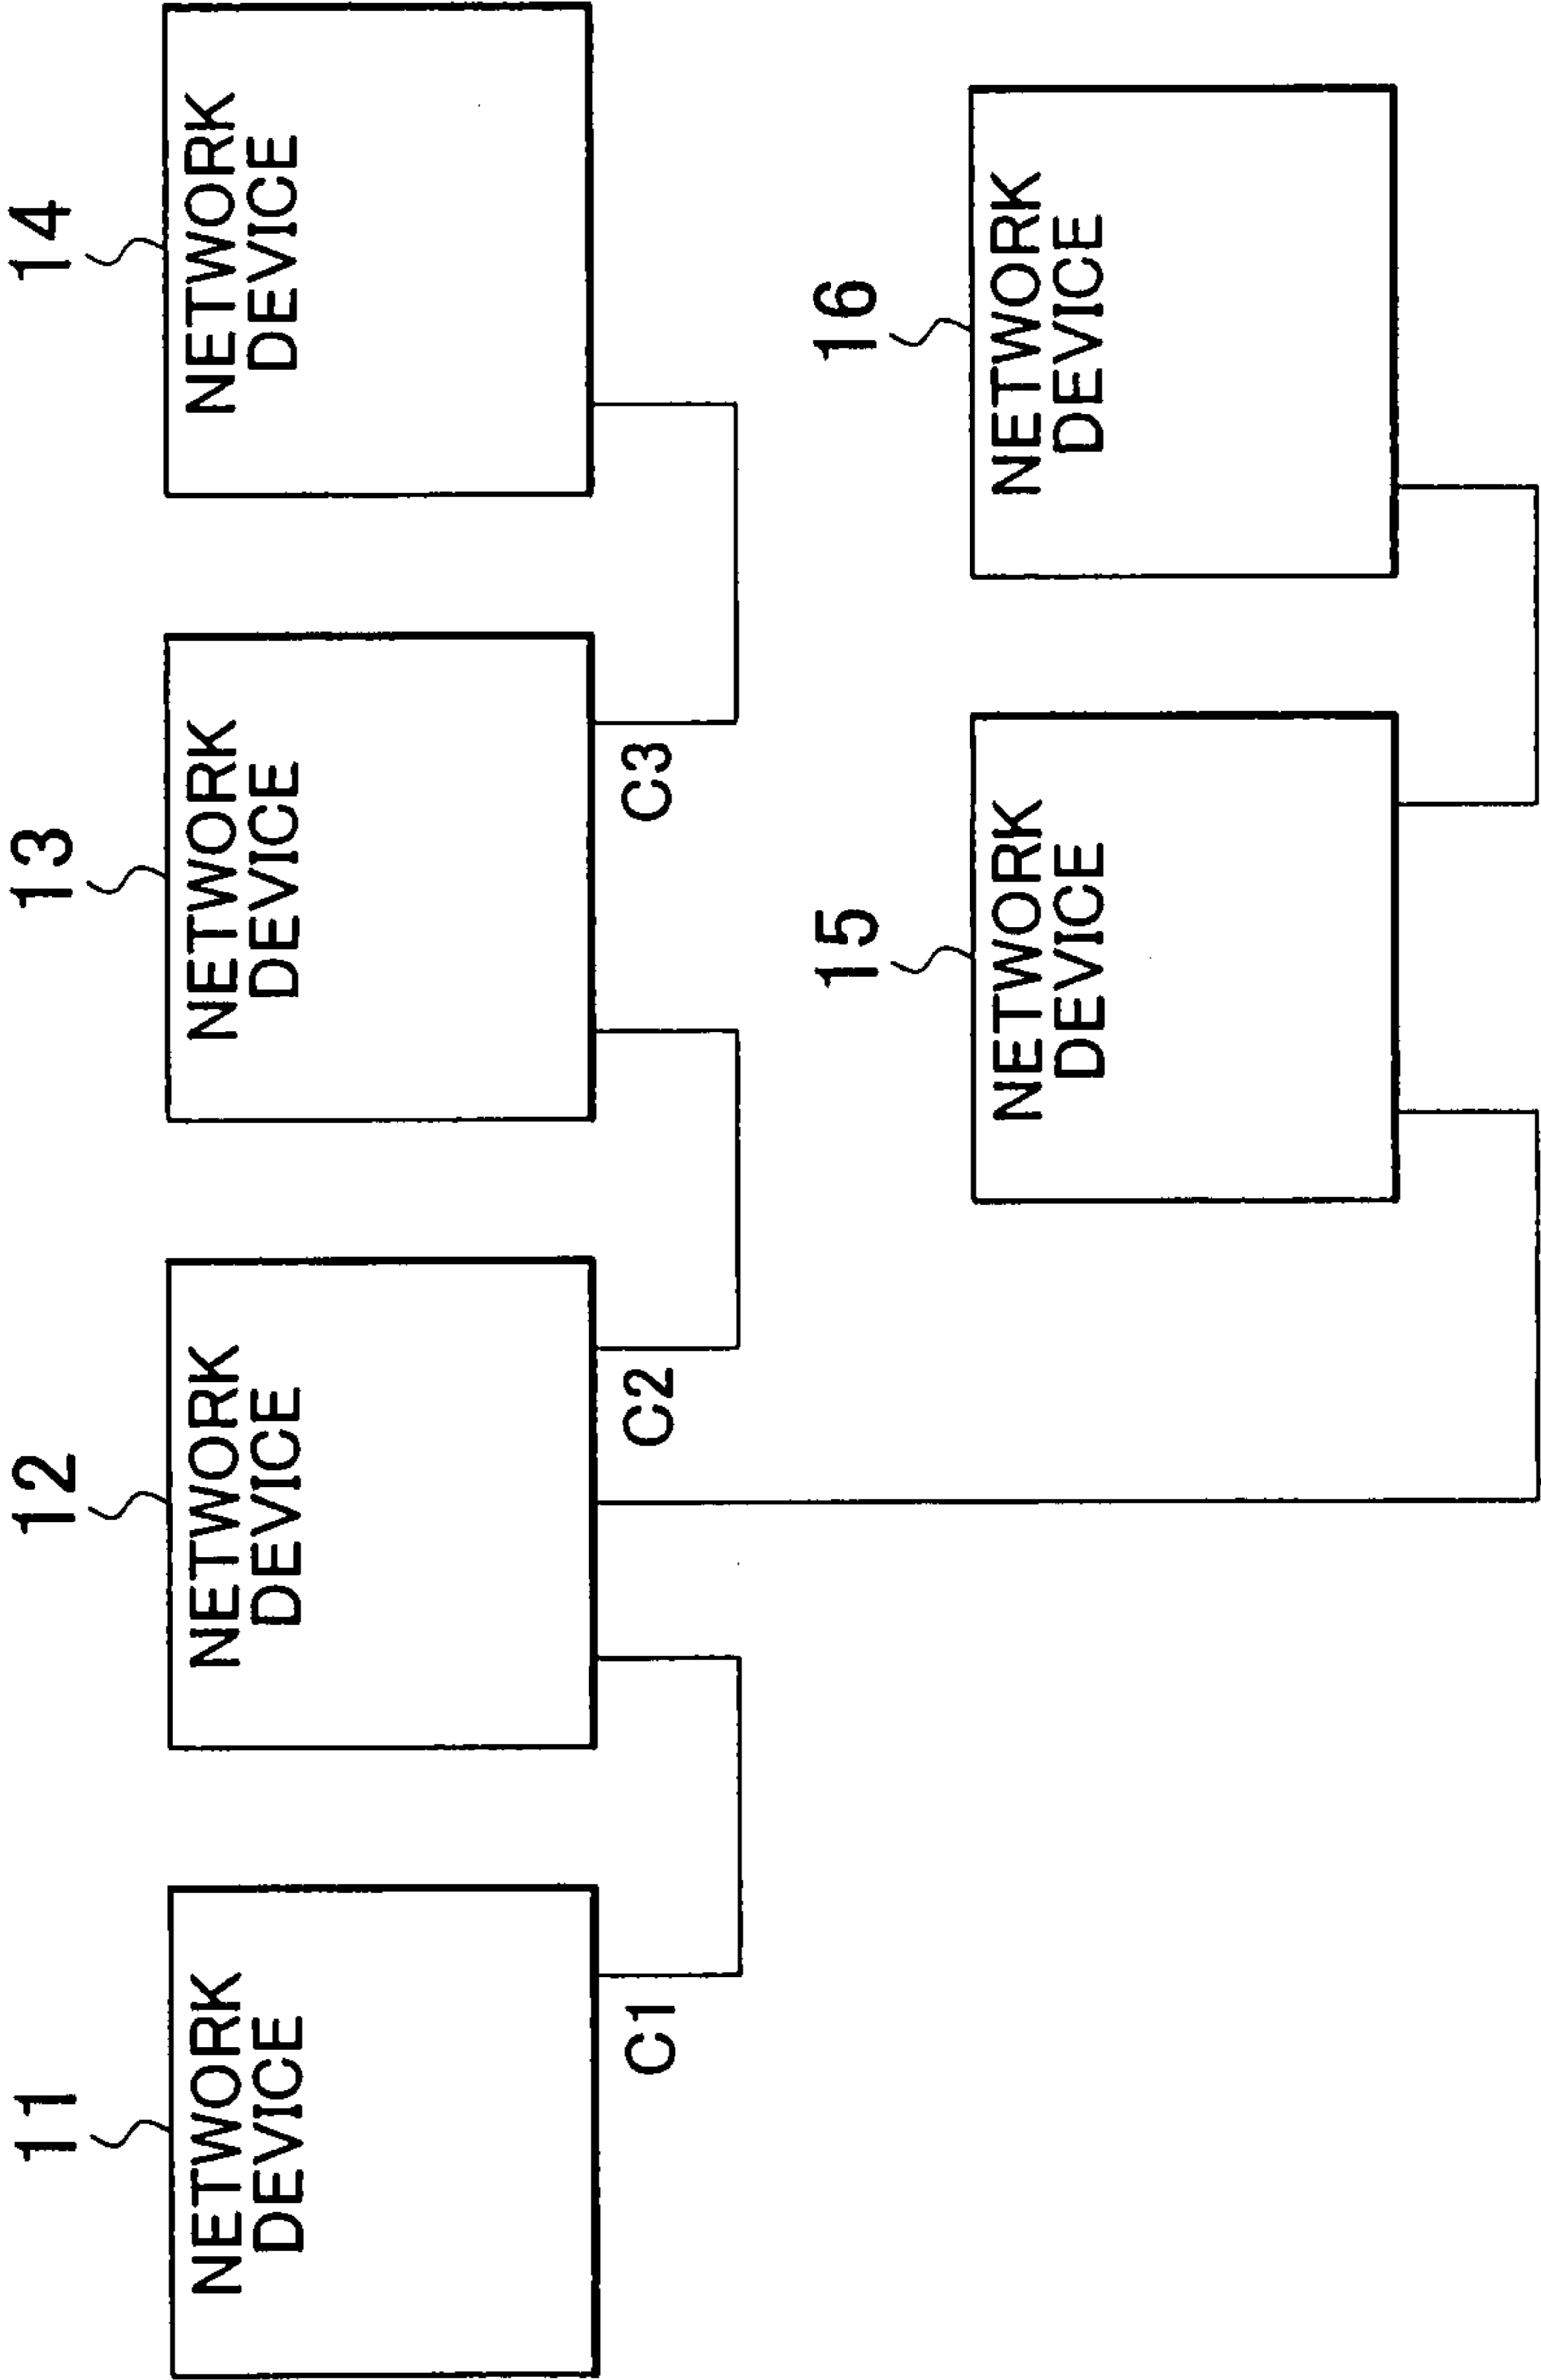 11
NETWORK
DEVICE
C1
12
NETWORK
DEVICE
C2
13
NETWORK
DEVICE
C3
14
NETWORK
DEVICE
15
NETWORK
DEVICE
16
NETWORK
DEVICE